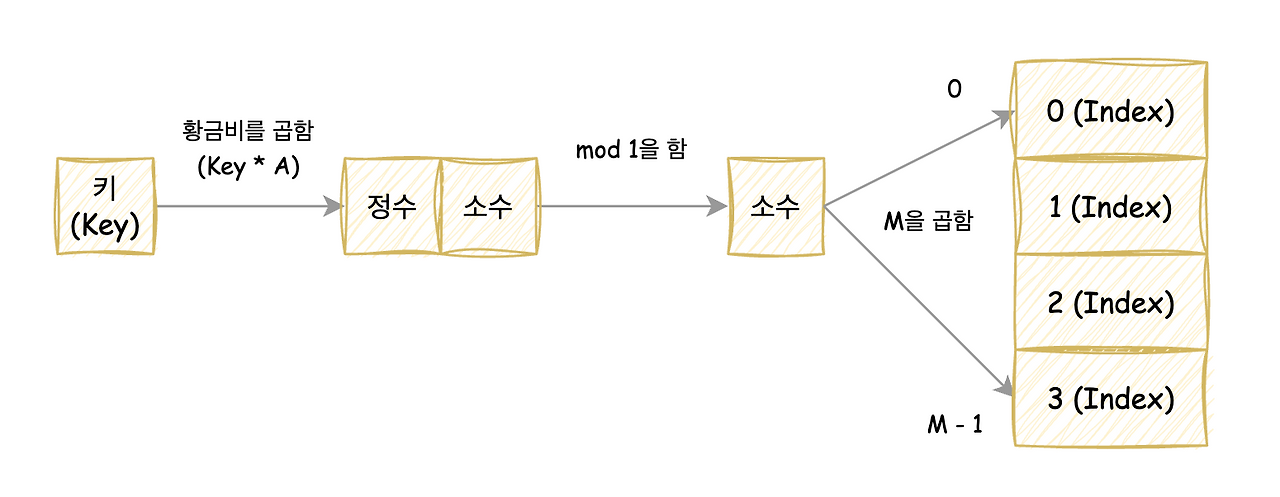 키
(Key)
황금비를 곱함
(Key * A)
정수
소수
mod 1을 함
소수
0
M을 곱함
M - 1
0 (Index)
1 (Index)
2 (Index)
3 (Index)